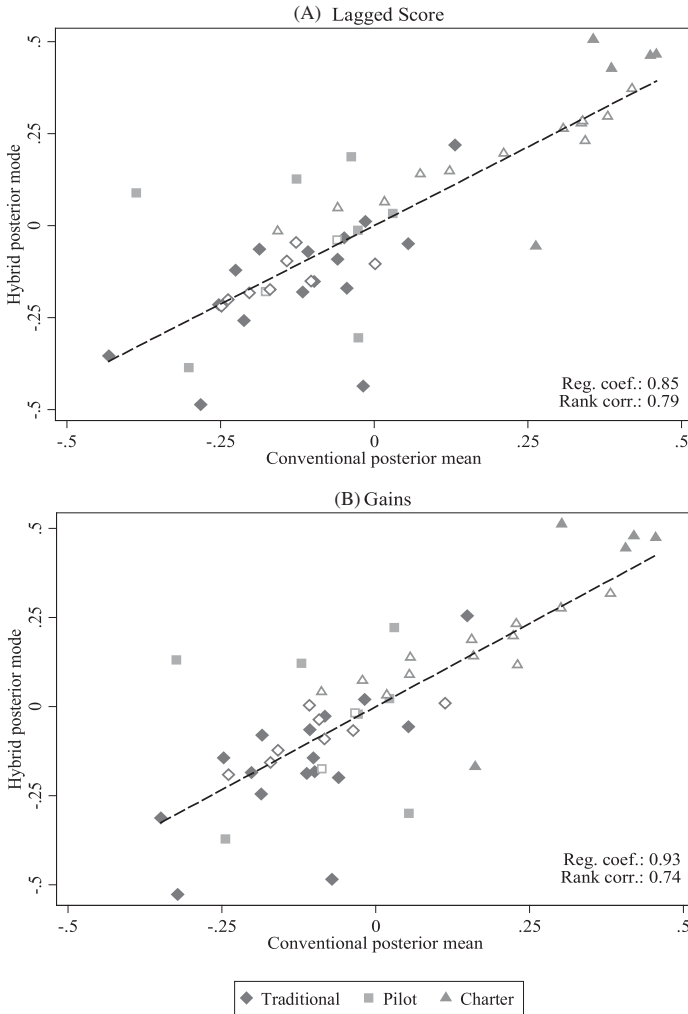 (A) Lagged Score
Hybrid posterior mode
.5
.25
0
-.25
-.5
Reg. coef.: 0.85
Rank corr.: 0.79
-.5 -.25 0 .25 .5
Conventional posterior mean
(B) Gains
Hybrid posterior mode
.5
.25
0
-.25
-.5
Reg. coef.: 0.93
Rank corr.: 0.74
-.5 -.25 0 .25 .5
Conventional posterior mean
Traditional Pilot Charter